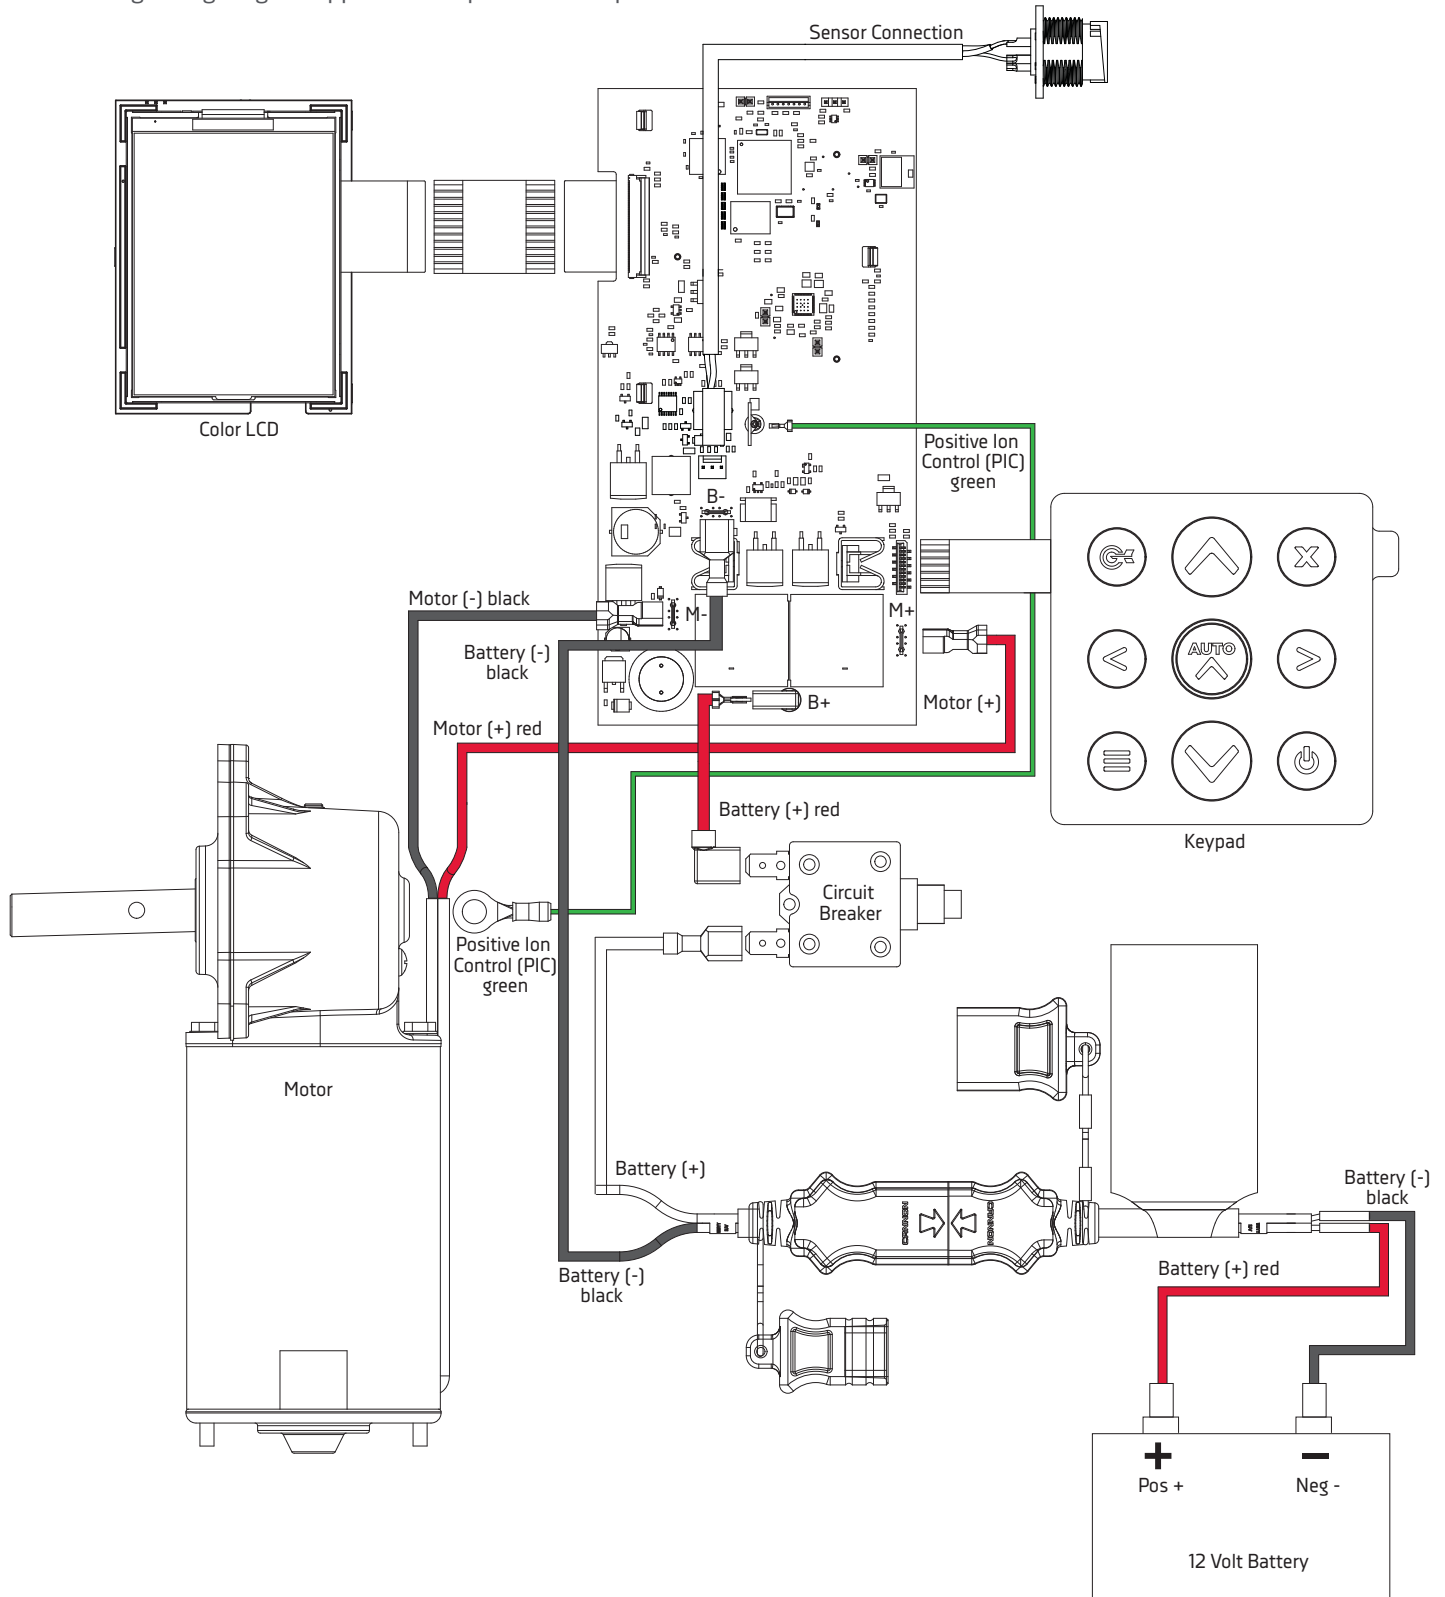 Sensor Connection
Color LCD
Positive Ion
Control (PIC)
green
B-
Motor (-) black
M-
M+
Battery (-)
black
B+
Motor (+)
Motor (+) red
AUTO
X
Battery (+) red
Keypad
Circuit
Breaker
Positive Ion
Control (PIC)
green
Motor
Battery (+)
CANNON
CANNON
Battery (-)
black
Battery (-)
black
Battery (+) red
Pos +
Neg -
12 Volt Battery